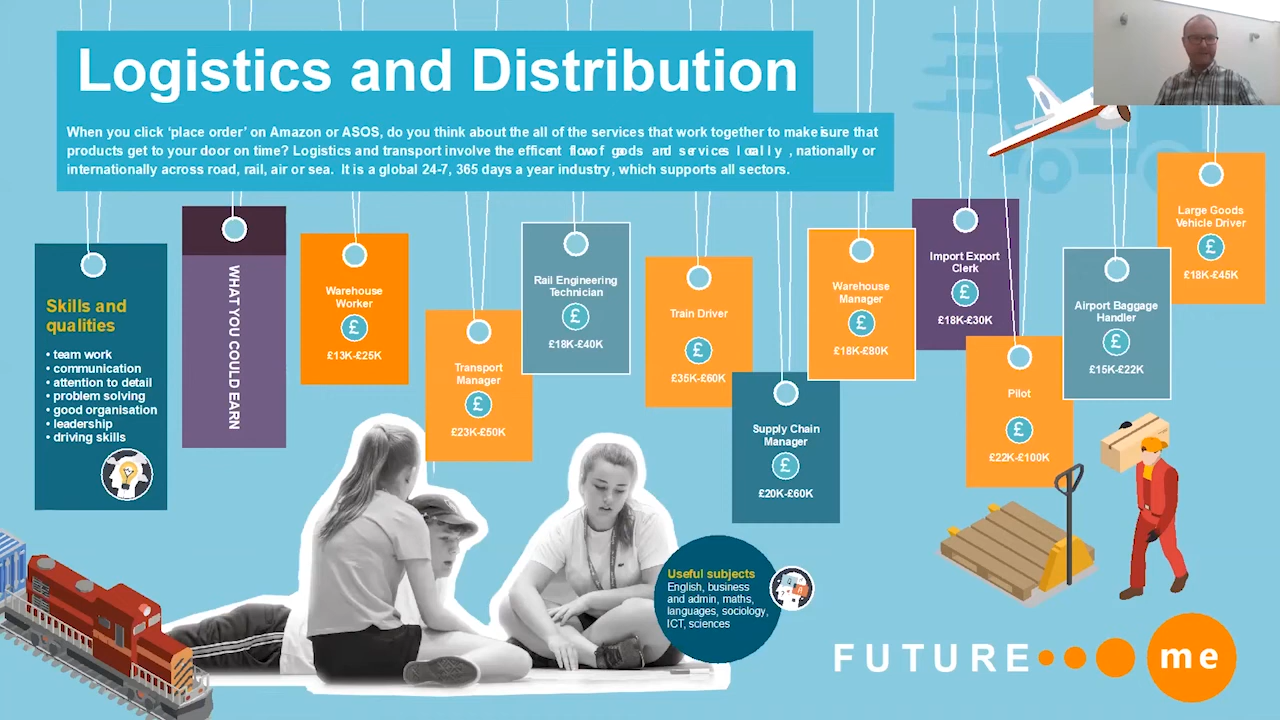 Logistics and Distribution
When you click 'place order' on Amazon or ASOS, do you think about the all of the services that work together to make sure that
products get to your door on time? Logistics and transport involve the efficent flow of goods and services locally , nationally or
internationally across road, rail, air or sea. It is a global 24-7, 365 days a year industry, which supports all sectors.
Skills and
qualities
• team work
• communication
• attention to detail
• problem solving
• good organisation
• leadership
• driving skills
WHAT YOU COULD EARN
Warehouse
Worker
£
£13K-£25K
Transport
Manager
£
£23K-£50K
Rail Engineering
Technician
£
£18K-£40K
Train Driver
£
£35K-£60K
Supply Chain
Manager
£
£20K-£60K
Warehouse
Manager
£
£18K-£80K
Import Export
Clerk
£
£18K-£30K
Pilot
£
£22K-£100K
Airport Baggage
Handler
£
£15K-£22K
Large Goods
Vehicle Driver
£
£18K-£45K
Useful subjects
English, business
and admin, maths,
languages, sociology,
ICT, sciences
FUTURE me